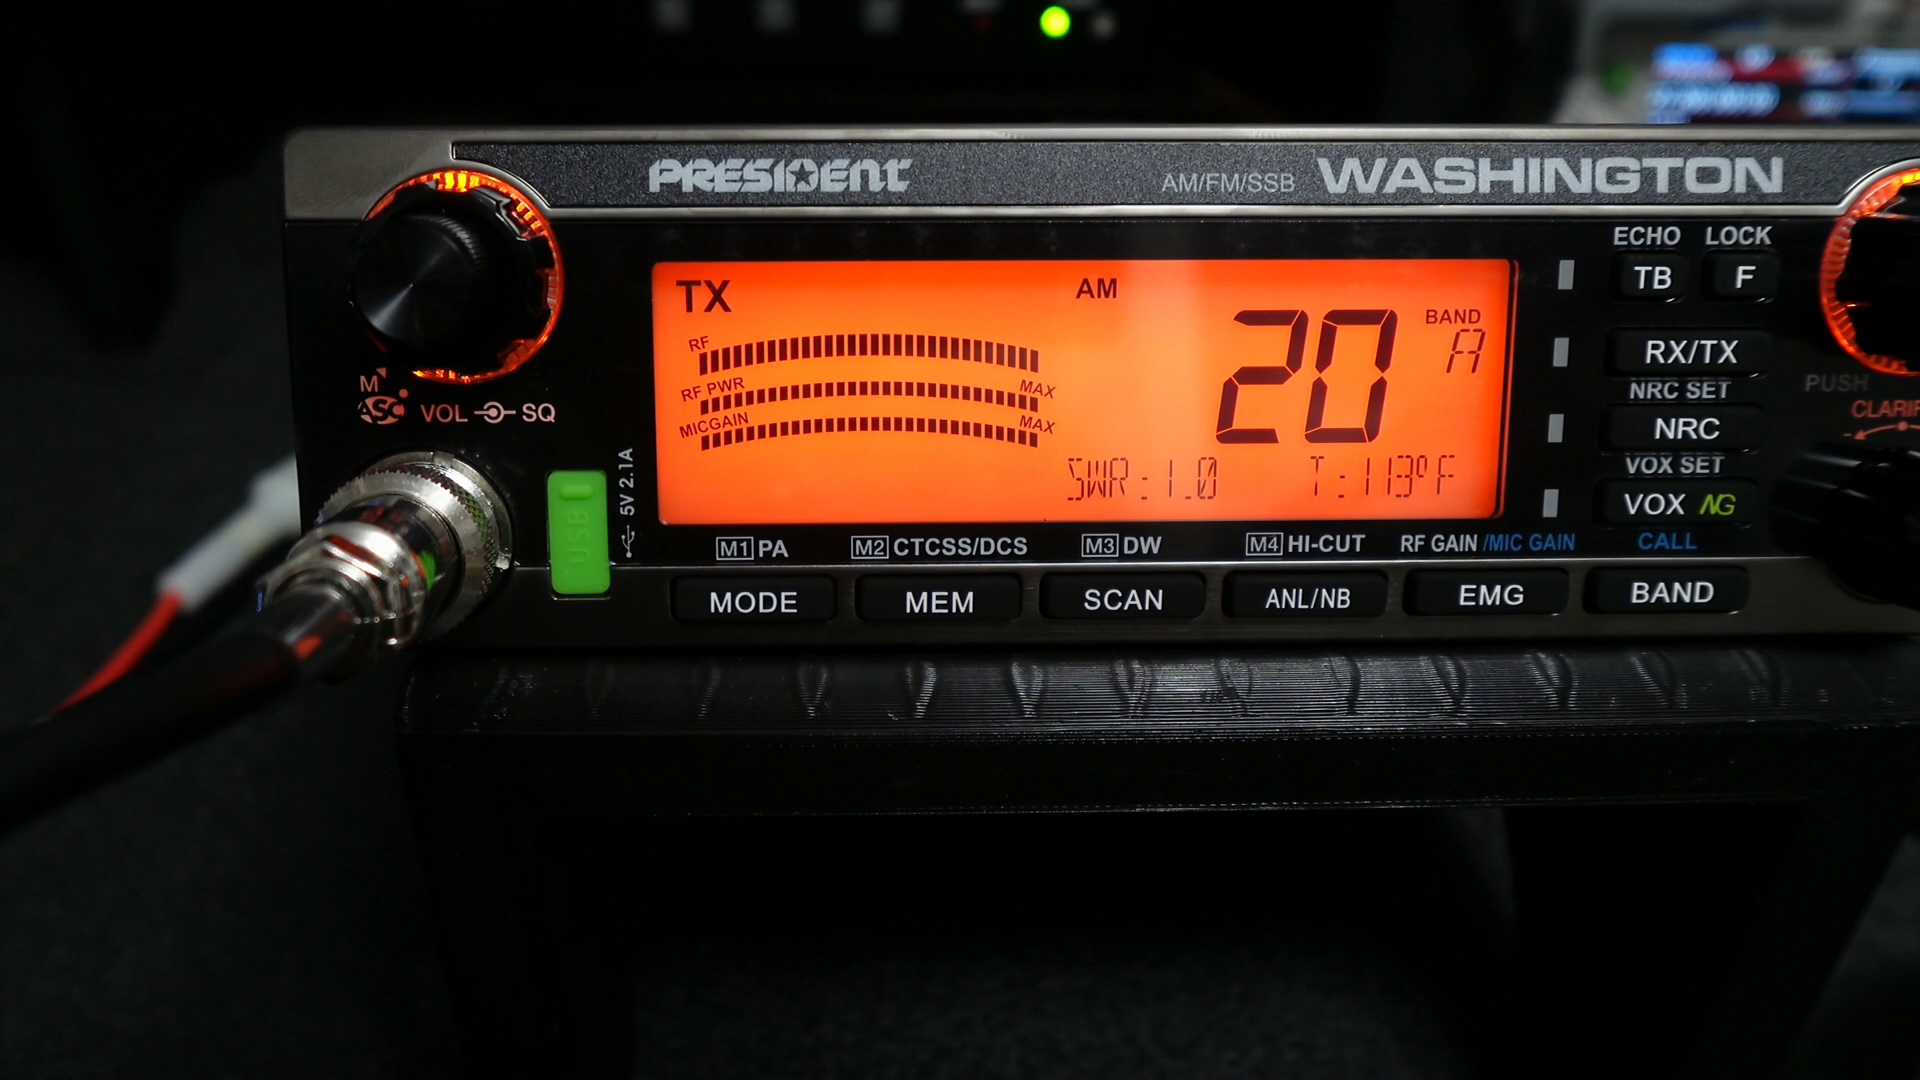 PRESIDENT
AM/FM/SSB WASHINGTON
ECHO LOCK
TB F
TX AM
RF
20
BAND
A
RX/TX
RF PWR MAX
NRC SET
PUSH
MICGAIN MAX
NRC
M
ASC VOL SQ
SWR:1.0 T:113ºF
VOX SET
VOX NG
USB
5V 2.1A
M1 PA M2 CTCSS/DCS M3 DW M4 HI-CUT RF GAIN /MIC GAIN CALL
MODE MEM SCAN ANL/NB EMG BAND